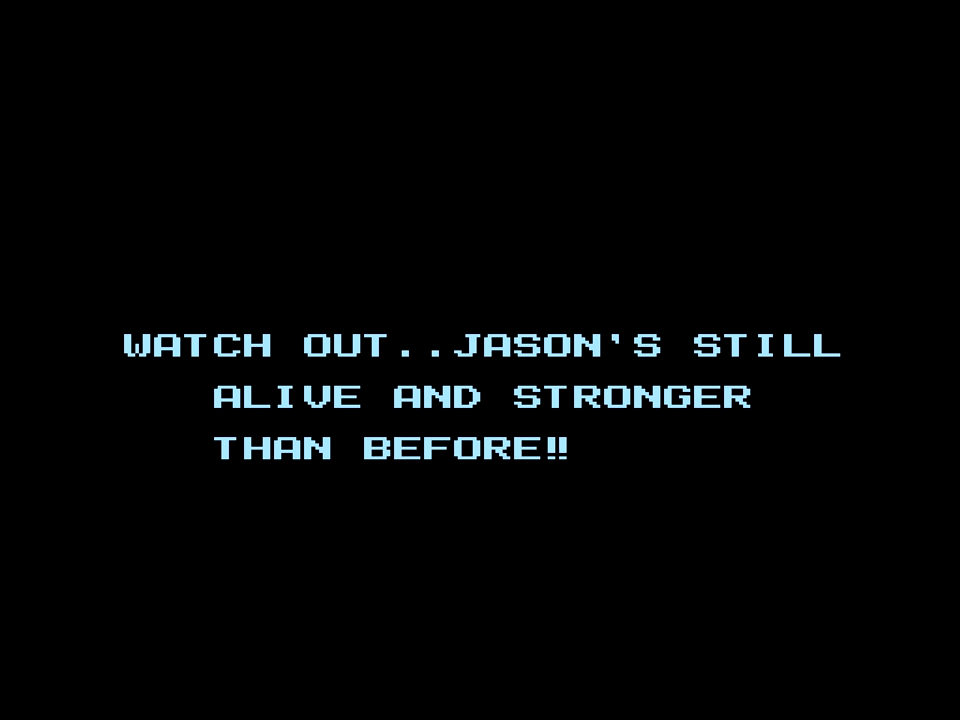 WATCH OUT..JASON'S STILL
ALIVE AND STRONGER
THAN BEFORE!!